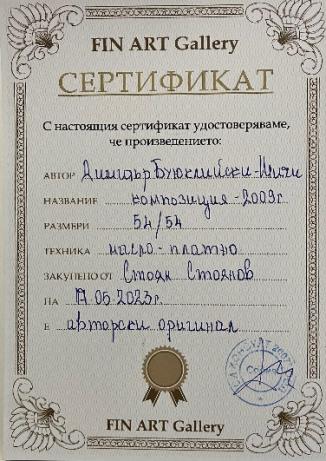 FIN ART Gallery
СЕРТИФИКАТ
С настоящия сертификат удостоверяваме,
че произведението:
АВТОР Димитър Бюклийски-Ичи
НАЗВАНИЕ композиция - 2009г
РАЗМЕРИ 54/54
ТЕХНИКА масло - платно
ЗАКУПЕНО ОТ Стоян Стоянов
НА 17.05.2023г.
Е авторски оригинал
FIN ART Gallery